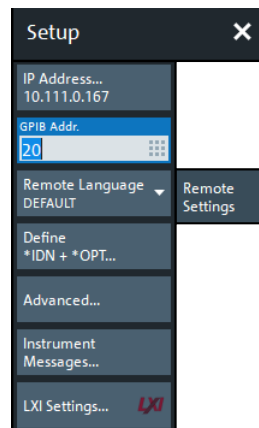 Setup
IP Address...
10.111.0.167
GPIB Addr.
20
Remote Language
DEFAULT
Remote
Settings
Define
*IDN + *OPT...
Advanced...
Instrument
Messages...
LXI Settings...
LXI